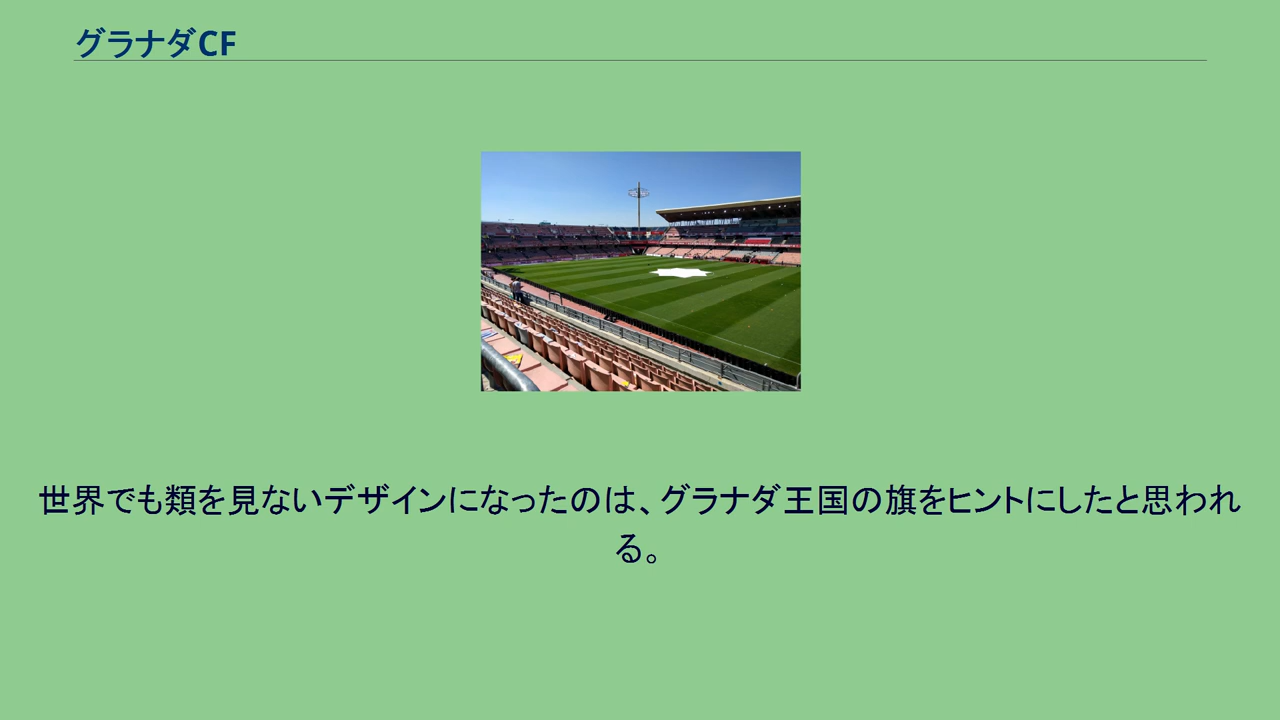 グラナダCF
世界でも類を見ないデザインになったのは、グラナダ王国の旗をヒントにしたと思われ
る。